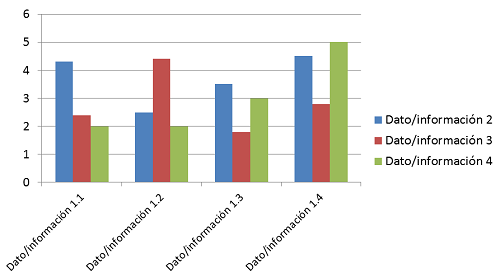 6
5
4
3
2
1
0
Dato/información 1.1
Dato/información 1.2
Dato/información 1.3
Dato/información 1.4
Dato/información 2
Dato/información 3
Dato/información 4